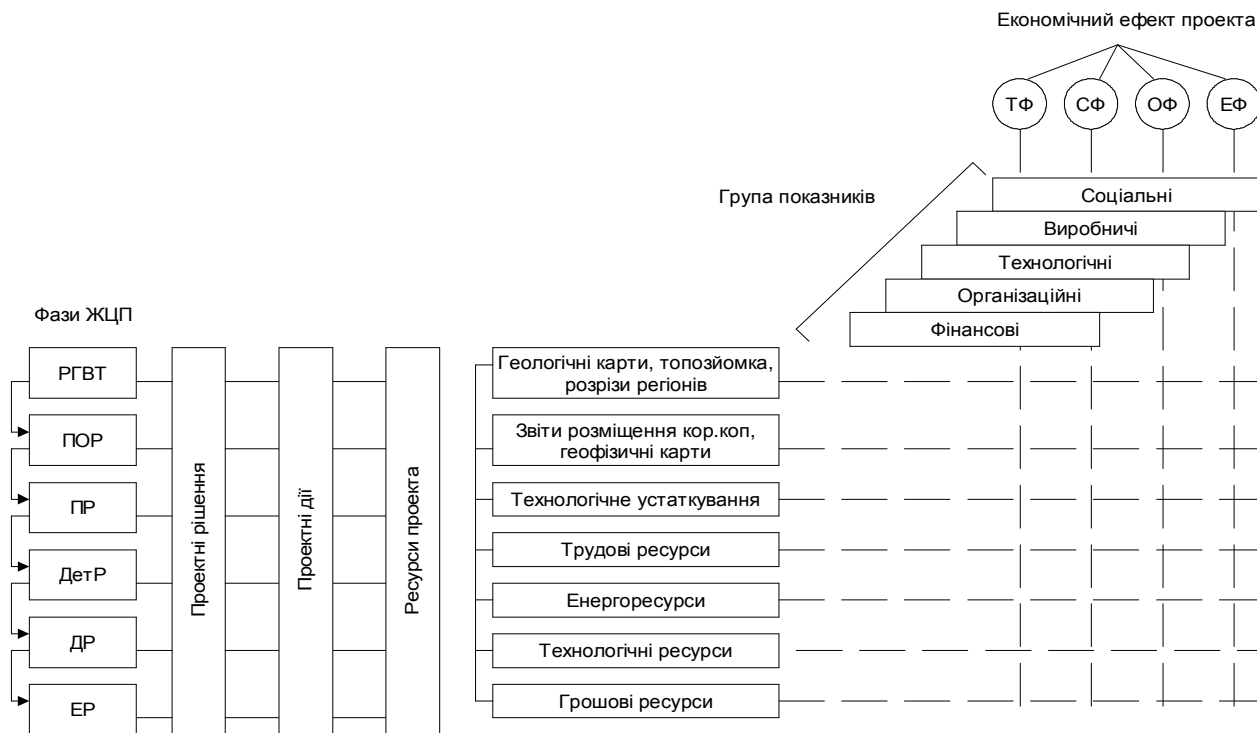 Економічний ефект проекта
ТФ
СФ
ОФ
ЕФ
Група показників
Соціальні
Виробничі
Технологічні
Організаційні
Фінансові
Фази ЖЦП
РГВТ
ПОР
ПР
ДетР
ДР
ЕР
Проектні рішення
Проектні дії
Ресурси проекта
Геологічні карти, топозйомка,
розрізи регіонів
Звіти розміщення кор.коп,
геофізичні карти
Технологічне устаткування
Трудові ресурси
Енергоресурси
Технологічні ресурси
Грошові ресурси